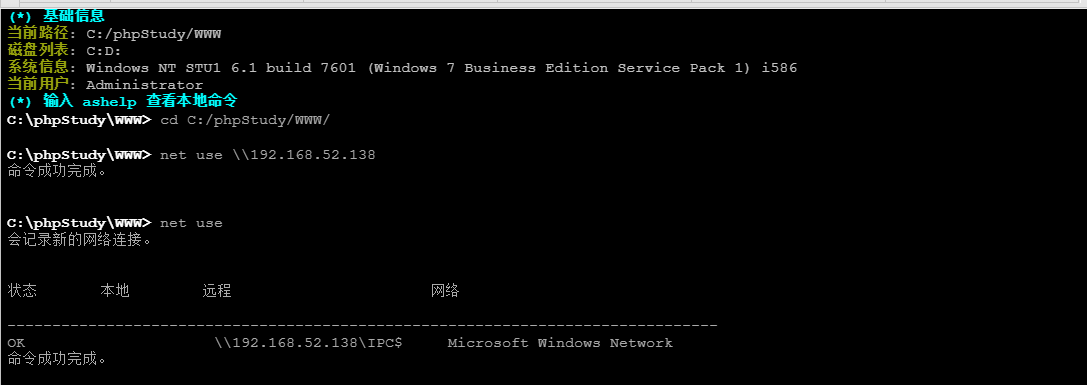 (*) 基础信息
当前路径: C:/phpStudy/WWW
磁盘列表: C:D:
系统信息: Windows NT STU1 6.1 build 7601 (Windows 7 Business Edition Service Pack 1) i586
当前用户: Administrator
(*) 输入 ashelp 查看本地命令
C:\phpStudy\WWW> cd C:/phpStudy/WWW/
C:\phpStudy\WWW> net use \\192.168.52.138
命令成功完成。
C:\phpStudy\WWW> net use
会记录新的网络连接。
状态 本地 远程 网络
-------------------------------------------------------------------------------
OK \\192.168.52.138\IPC$ Microsoft Windows Network
命令成功完成。